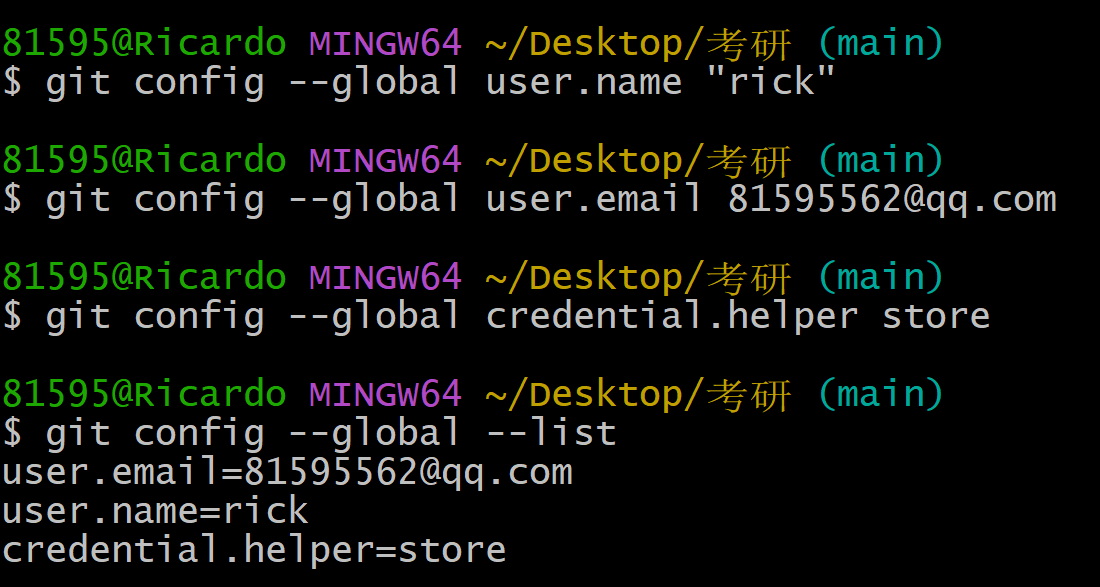 81595@Ricardo MINGW64 ~/Desktop/考研 (main)
$ git config --global user.name "rick"
81595@Ricardo MINGW64 ~/Desktop/考研 (main)
$ git config --global user.email 81595562@qq.com
81595@Ricardo MINGW64 ~/Desktop/考研 (main)
$ git config --global credential.helper store
81595@Ricardo MINGW64 ~/Desktop/考研 (main)
$ git config --global --list
user.email=81595562@qq.com
user.name=rick
credential.helper=store